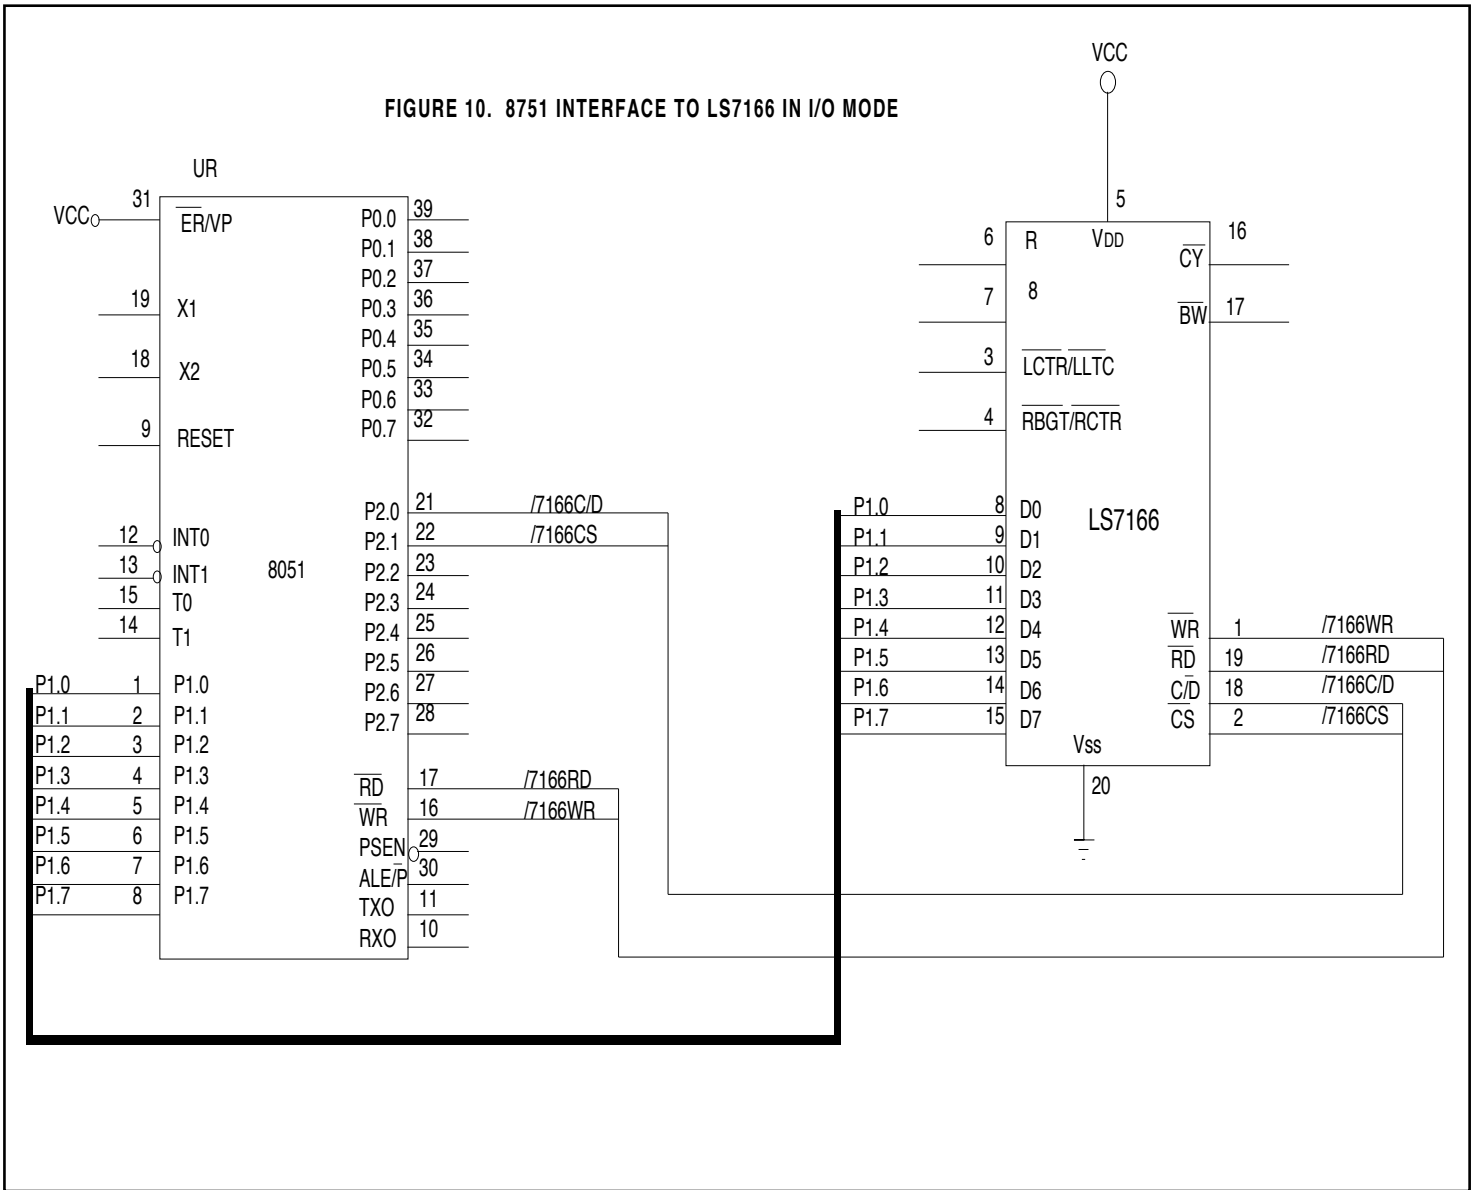 FIGURE 10. 8751 INTERFACE TO LS7166 IN I/O MODE
UR
VCC 31 ER/VP
19 X1
18 X2
9 RESET
12 INT0
13 INT1
15 T0
14 T1
8051
P1.0 1 P1.0
P1.1 2 P1.1
P1.2 3 P1.2
P1.3 4 P1.3
P1.4 5 P1.4
P1.5 6 P1.5
P1.6 7 P1.6
P1.7 8 P1.7
P0.0 39
P0.1 38
P0.2 37
P0.3 36
P0.4 35
P0.5 34
P0.6 33
P0.7 32
P2.0 21 /7166C/D
P2.1 22 /7166CS
P2.2 23
P2.3 24
P2.4 25
P2.5 26
P2.6 27
P2.7 28
RD 17 /7166RD
WR 16 /7166WR
PSEN 29
ALE/P 30
TXO 11
RXO 10
VCC
5
VDD
6 R
7 8
3 LCTR/LLTC
4 RBGT/RCTR
CY 16
BW 17
LS7166
P1.0 8 D0
P1.1 9 D1
P1.2 10 D2
P1.3 11 D3
P1.4 12 D4
P1.5 13 D5
P1.6 14 D6
P1.7 15 D7
WR 1 /7166WR
RD 19 /7166RD
C/D 18 /7166C/D
CS 2 /7166CS
Vss
20